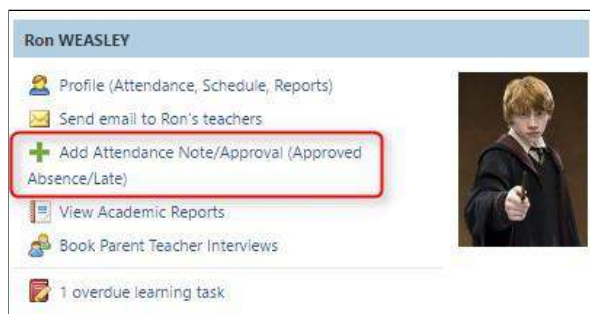 Ron WEASLEY
Profile (Attendance, Schedule, Reports)
Send email to Ron's teachers
Add Attendance Note/Approval (Approved
Absence/Late)
View Academic Reports
Book Parent Teacher Interviews
1 overdue learning task